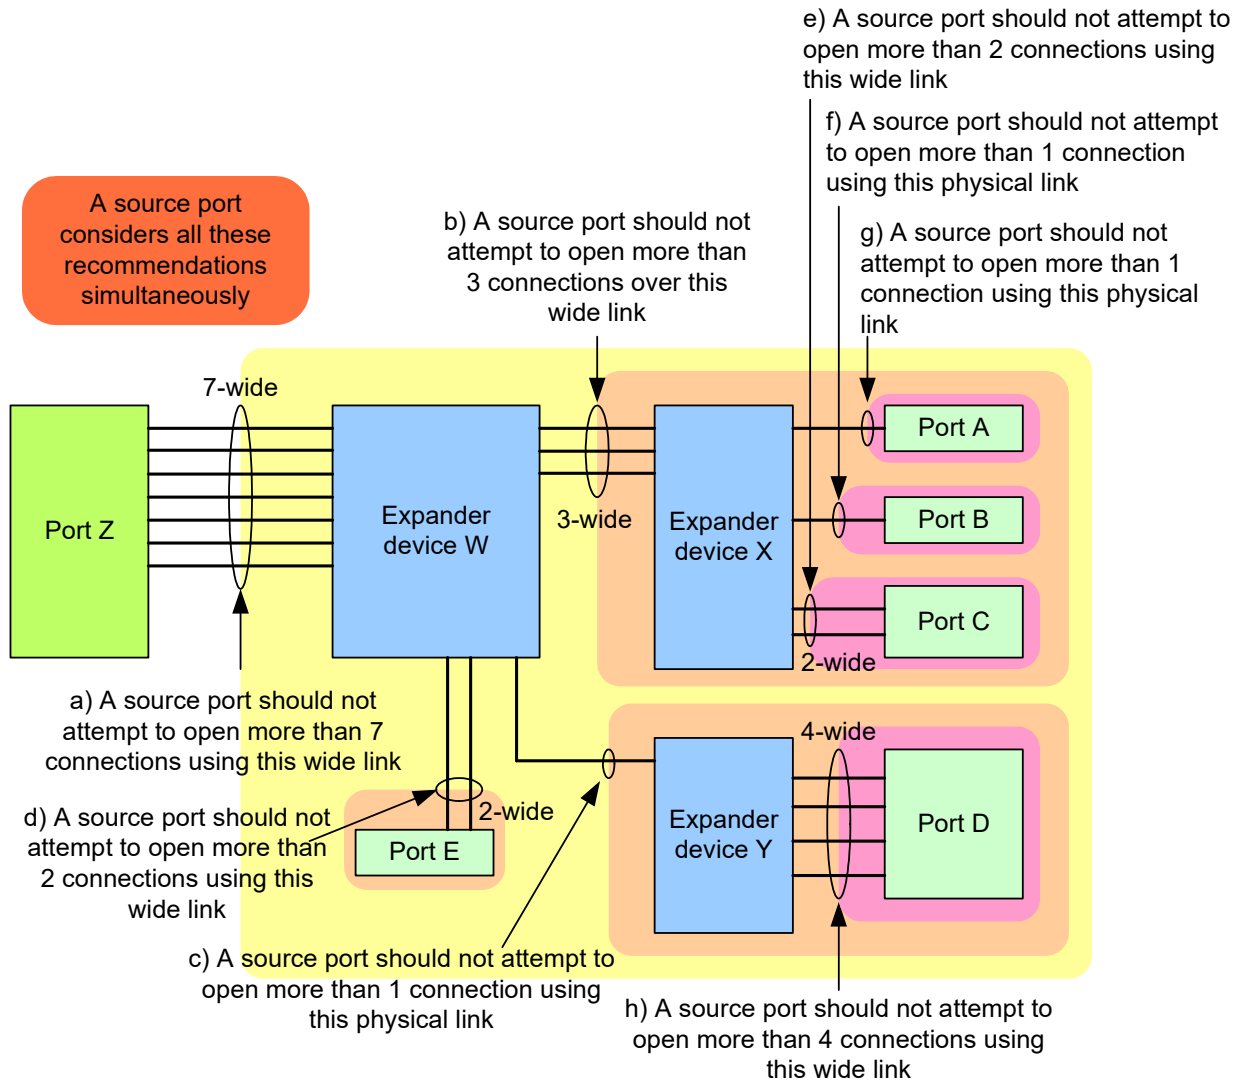 e) A source port should not attempt to
open more than 2 connections using
this wide link
f) A source port should not attempt
to open more than 1 connection
using this physical link
A source port
considers all these
recommendations
simultaneously
b) A source port should not
attempt to open more than
3 connections over this
wide link
g) A source port should not
attempt to open more than 1
connection using this physical
link
7-wide
Port Z
Expander
device W
3-wide
Expander
device X
Port A
Port B
Port C
2-wide
a) A source port should not
attempt to open more than 7
connections using this wide link
4-wide
d) A source port should not
attempt to open more than
2 connections using this
wide link
2-wide
Port E
Expander
device Y
Port D
c) A source port should not attempt to
open more than 1 connection using
this physical link
h) A source port should not attempt to
open more than 4 connections using
this wide link